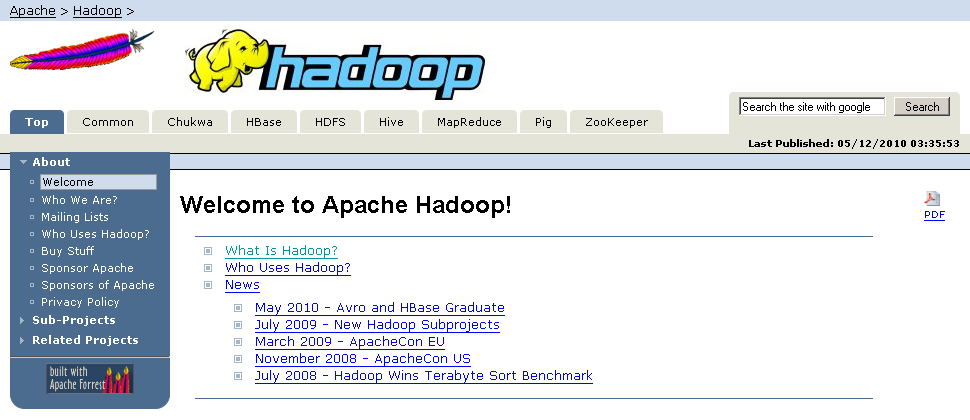 Apache > Hadoop >
hadoop
Top Common Chukwa HBase HDFS Hive MapReduce Pig ZooKeeper
Search the site with google Search
Last Published: 05/12/2010 03:35:53
About
Welcome
Who We Are?
Mailing Lists
Who Uses Hadoop?
Buy Stuff
Sponsor Apache
Sponsors of Apache
Privacy Policy
Sub-Projects
Related Projects
built with
Apache Forrest
Welcome to Apache Hadoop!
PDF
What Is Hadoop?
Who Uses Hadoop?
News
May 2010 - Avro and HBase Graduate
July 2009 - New Hadoop Subprojects
March 2009 - ApacheCon EU
November 2008 - ApacheCon US
July 2008 - Hadoop Wins Terabyte Sort Benchmark